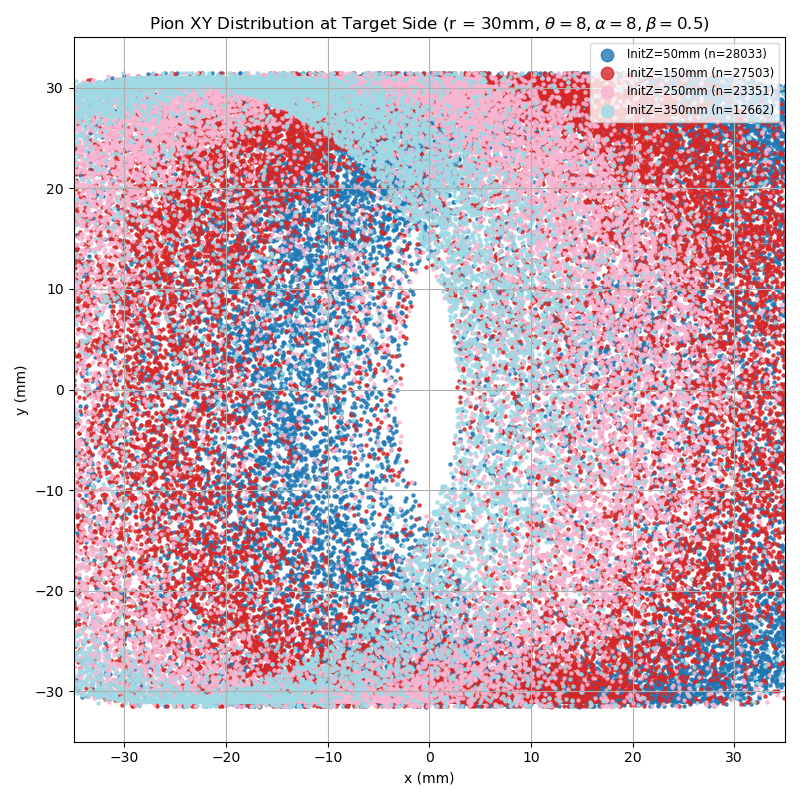 Pion XY Distribution at Target Side (r = 30mm, θ = 8, α = 8, β = 0.5)
InitZ=50mm (n=28033)
InitZ=150mm (n=27503)
InitZ=250mm (n=23351)
InitZ=350mm (n=12662)
30
20
10
0
−10
−20
−30
y (mm)
−30 −20 −10 0 10 20 30
x (mm)